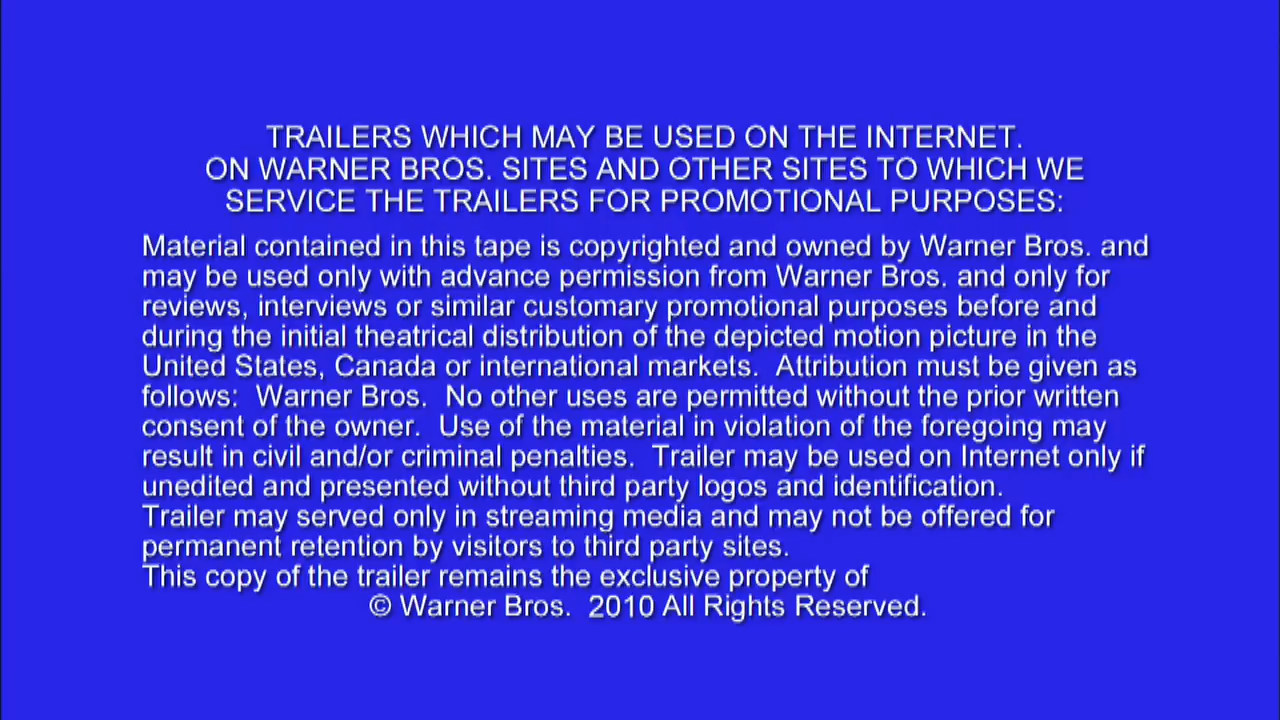 TRAILERS WHICH MAY BE USED ON THE INTERNET.
ON WARNER BROS. SITES AND OTHER SITES TO WHICH WE
SERVICE THE TRAILERS FOR PROMOTIONAL PURPOSES:
Material contained in this tape is copyrighted and owned by Warner Bros. and
may be used only with advance permission from Warner Bros. and only for
reviews, interviews or similar customary promotional purposes before and
during the initial theatrical distribution of the depicted motion picture in the
United States, Canada or international markets.  Attribution must be given as
follows:  Warner Bros.  No other uses are permitted without the prior written
consent of the owner.  Use of the material in violation of the foregoing may
result in civil and/or criminal penalties.  Trailer may be used on Internet only if
unedited and presented without third party logos and identification.
Trailer may served only in streaming media and may not be offered for
permanent retention by visitors to third party sites.
This copy of the trailer remains the exclusive property of
© Warner Bros.  2010 All Rights Reserved.